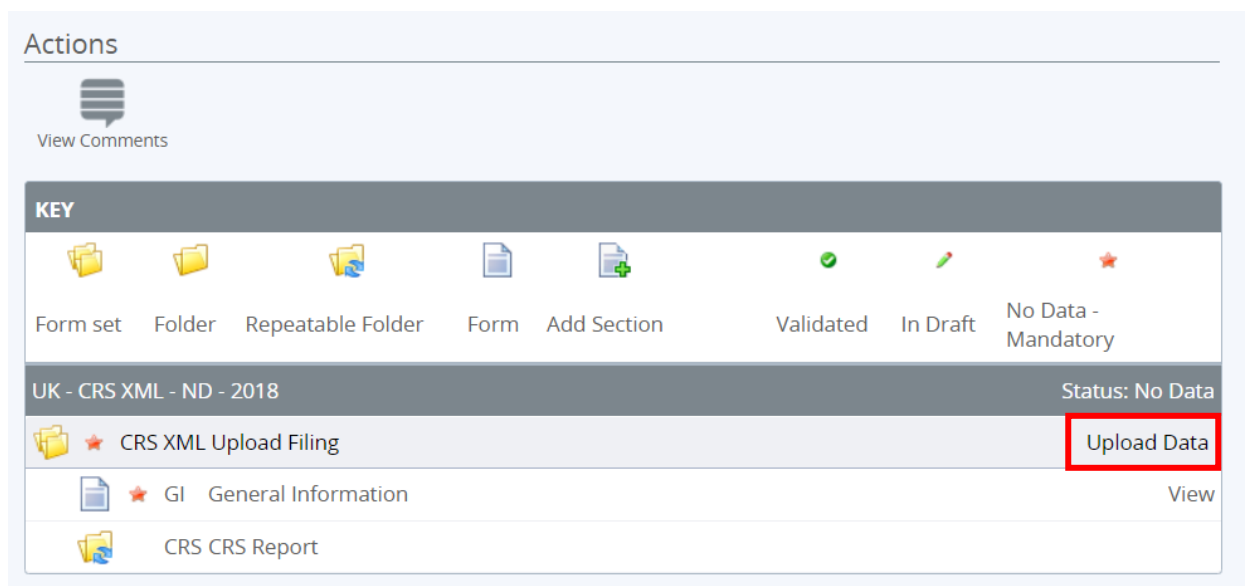 Actions
View Comments
KEY
Form set Folder Repeatable Folder Form Add Section Validated In Draft No Data -
Mandatory
UK - CRS XML - ND - 2018 Status: No Data
CRS XML Upload Filing Upload Data
GI General Information View
CRS CRS Report